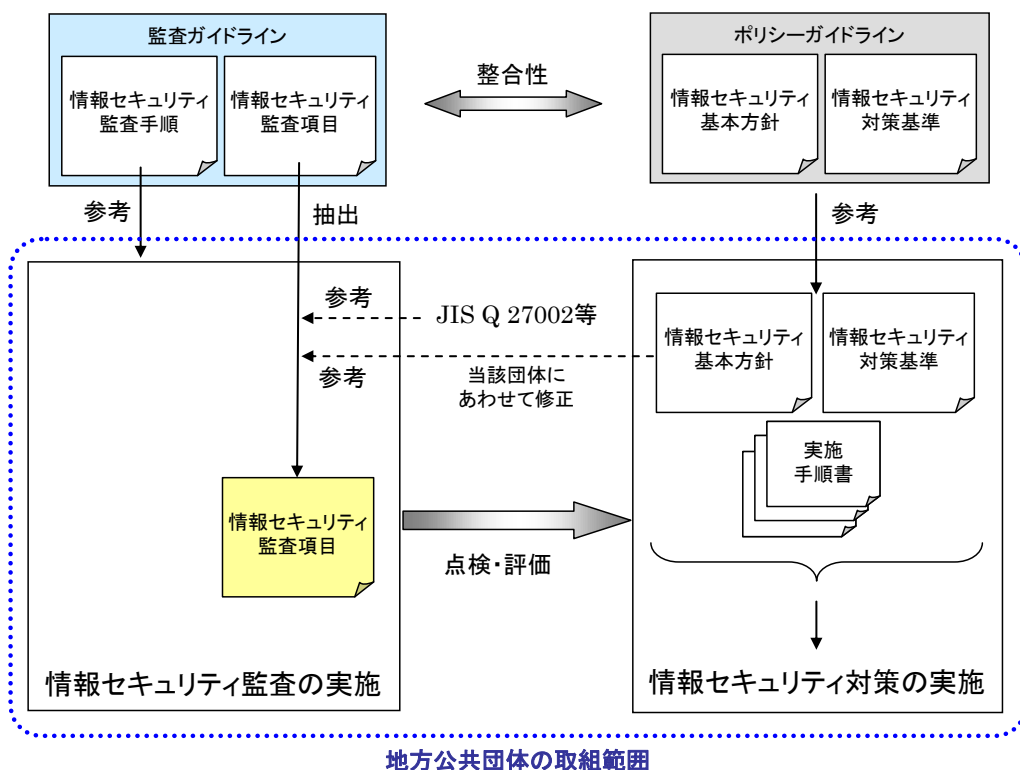 監査ガイドライン
情報セキュリティ
監査手順
情報セキュリティ
監査項目
整合性
ポリシーガイドライン
情報セキュリティ
基本方針
情報セキュリティ
対策基準
参考
抽出
参考
参考
JIS Q 27002等
参考
当該団体に
あわせて修正
情報セキュリティ
基本方針
情報セキュリティ
対策基準
実施
手順書
情報セキュリティ
監査項目
点検・評価
情報セキュリティ監査の実施
情報セキュリティ対策の実施
地方公共団体の取組範囲